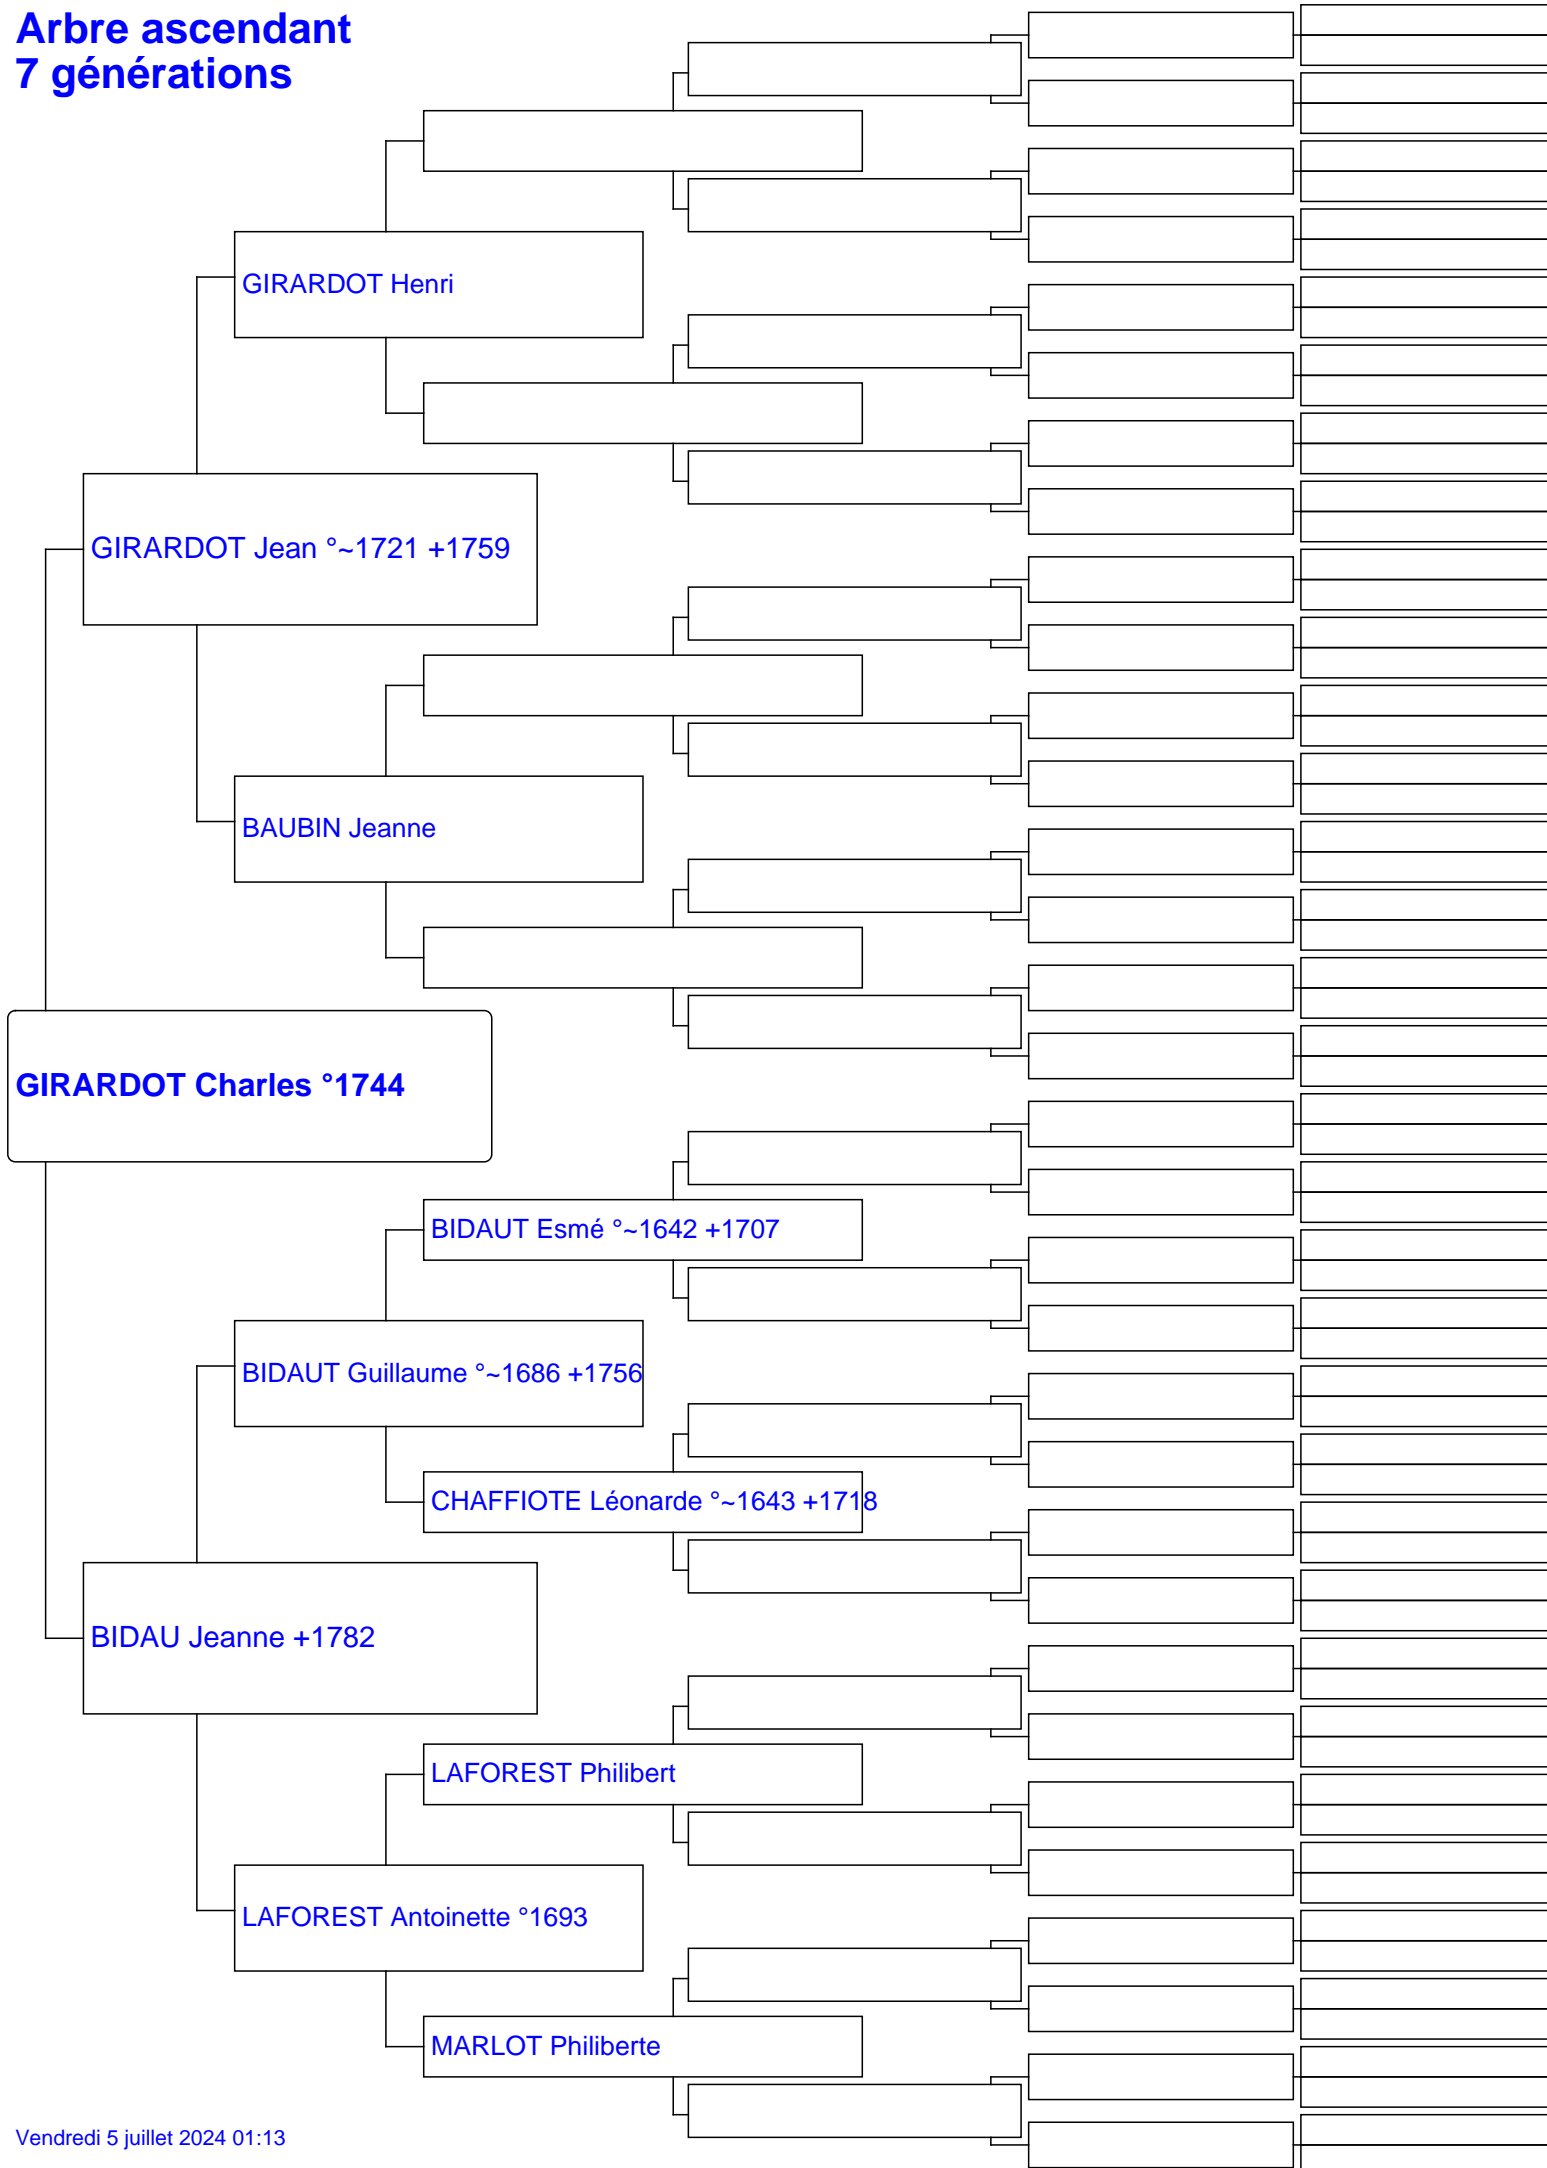 Arbre ascendant
7 générations
GIRARDOT Henri
GIRARDOT Jean °~1721 +1759
BAUBIN Jeanne
GIRARDOT Charles °1744
BIDAUT Esmé °~1642 +1707
BIDAUT Guillaume °~1686 +1756
CHAFFIOTE Léonarde °~1643 +1718
BIDAU Jeanne +1782
LAFOREST Philibert
LAFOREST Antoinette °1693
MARLOT Philiberte
Vendredi 5 juillet 2024 01:13